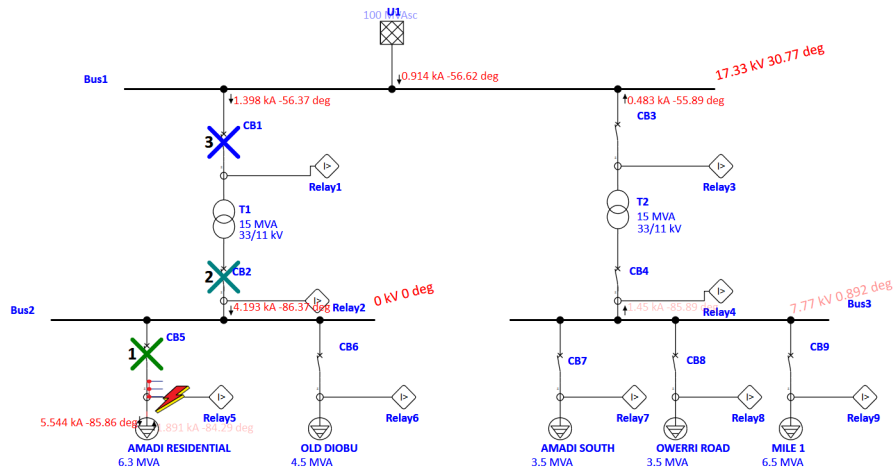 U1
100 MVAsc
17.33 kV 30.77 deg
0.914 kA -56.62 deg
Bus1
1.398 kA -56.37 deg
0.483 kA -55.89 deg
CB1
CB3
3
I>
Relay1
I>
Relay3
T1
15 MVA
33/11 kV
T2
15 MVA
33/11 kV
2
CB2
CB4
I>
Relay2
I>
Relay4
0 kV 0 deg
7.77 kV 0.892 deg
Bus2
4.193 kA -86.37 deg
1.45 kA -85.89 deg
Bus3
CB5
1
CB6
CB7
CB8
CB9
I>
Relay5
I>
Relay6
I>
Relay7
I>
Relay8
I>
Relay9
5.544 kA -85.86 deg
1.891 kA -84.29 deg
AMADI RESIDENTIAL
6.3 MVA
OLD DIOBU
4.5 MVA
AMADI SOUTH
3.5 MVA
OWERRI ROAD
3.5 MVA
MILE 1
6.5 MVA